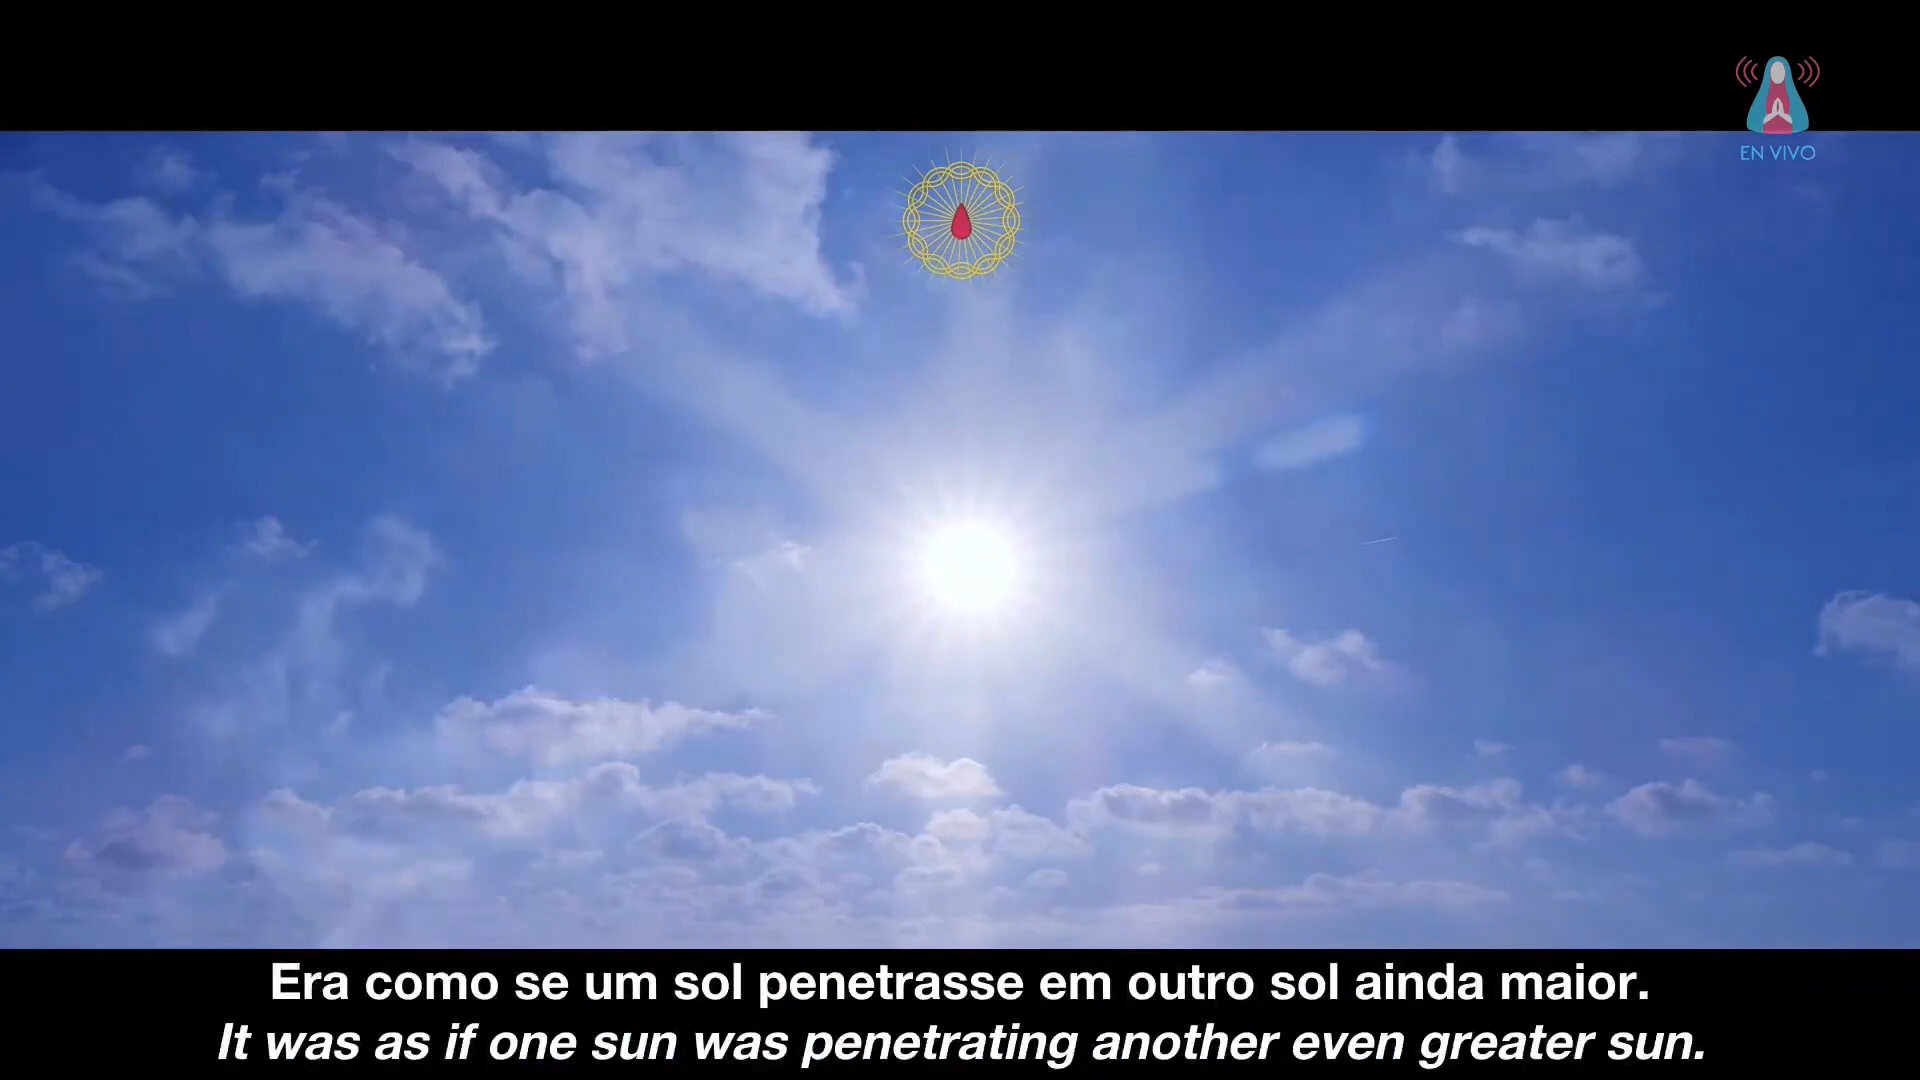 EN VIVO
Era como se um sol penetrasse em outro sol ainda maior.
It was as if one sun was penetrating another even greater sun.